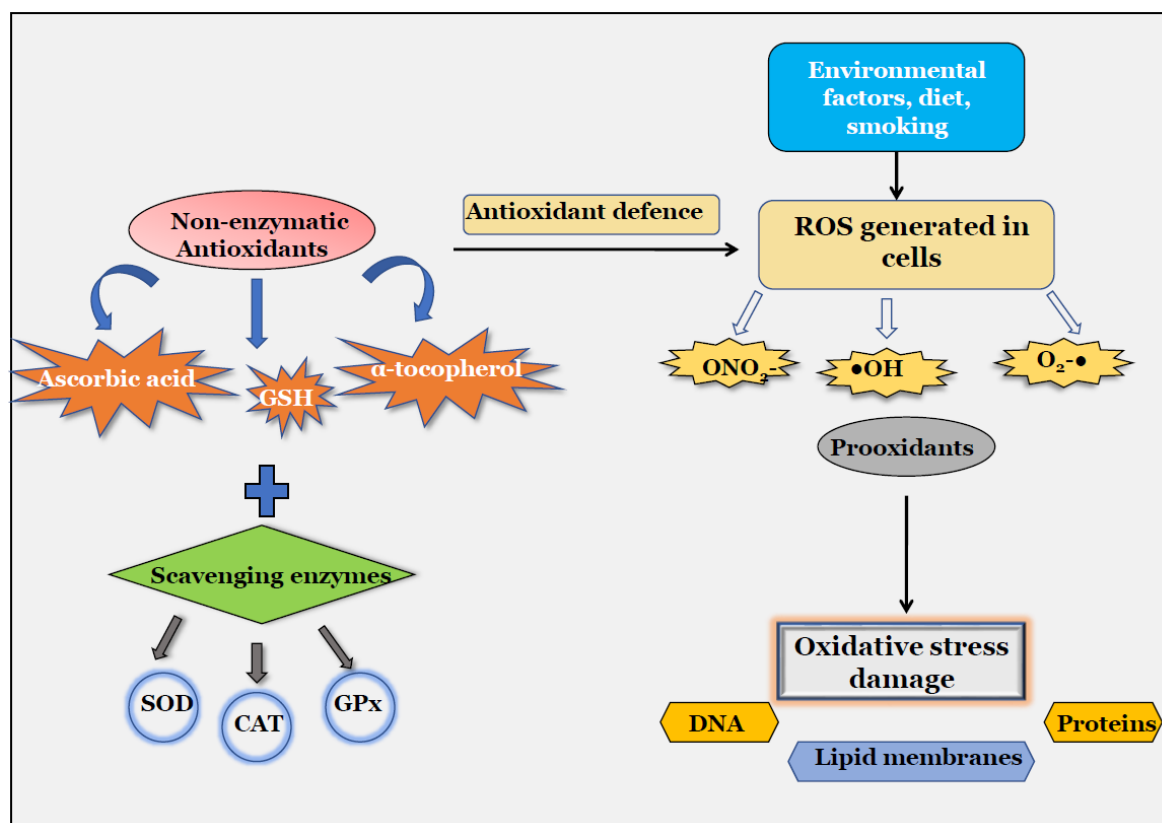 Environmental
factors, diet,
smoking
Non-enzymatic
Antioxidants
Antioxidant defence
ROS generated in
cells
Ascorbic acid
GSH
α-tocopherol
ONO₂-
●OH
O₂-●
Prooxidants
Scavenging enzymes
SOD
CAT
GPx
Oxidative stress
damage
DNA
Proteins
Lipid membranes